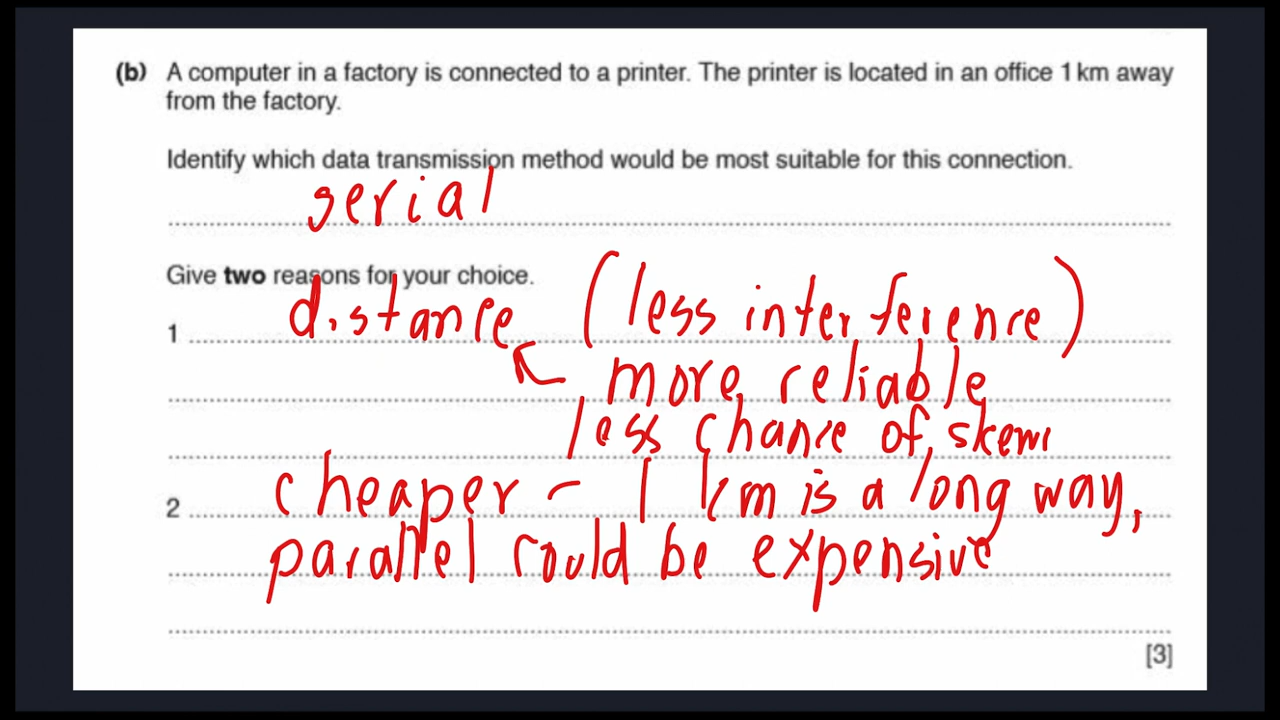 (b) A computer in a factory is connected to a printer. The printer is located in an office 1 km away
from the factory.
Identify which data transmission method would be most suitable for this connection.
serial
Give two reasons for your choice.
1 distance (less interference)
more reliable
less chance of skew
2 cheaper - 1 km is a long way,
parallel could be expensive
[3]